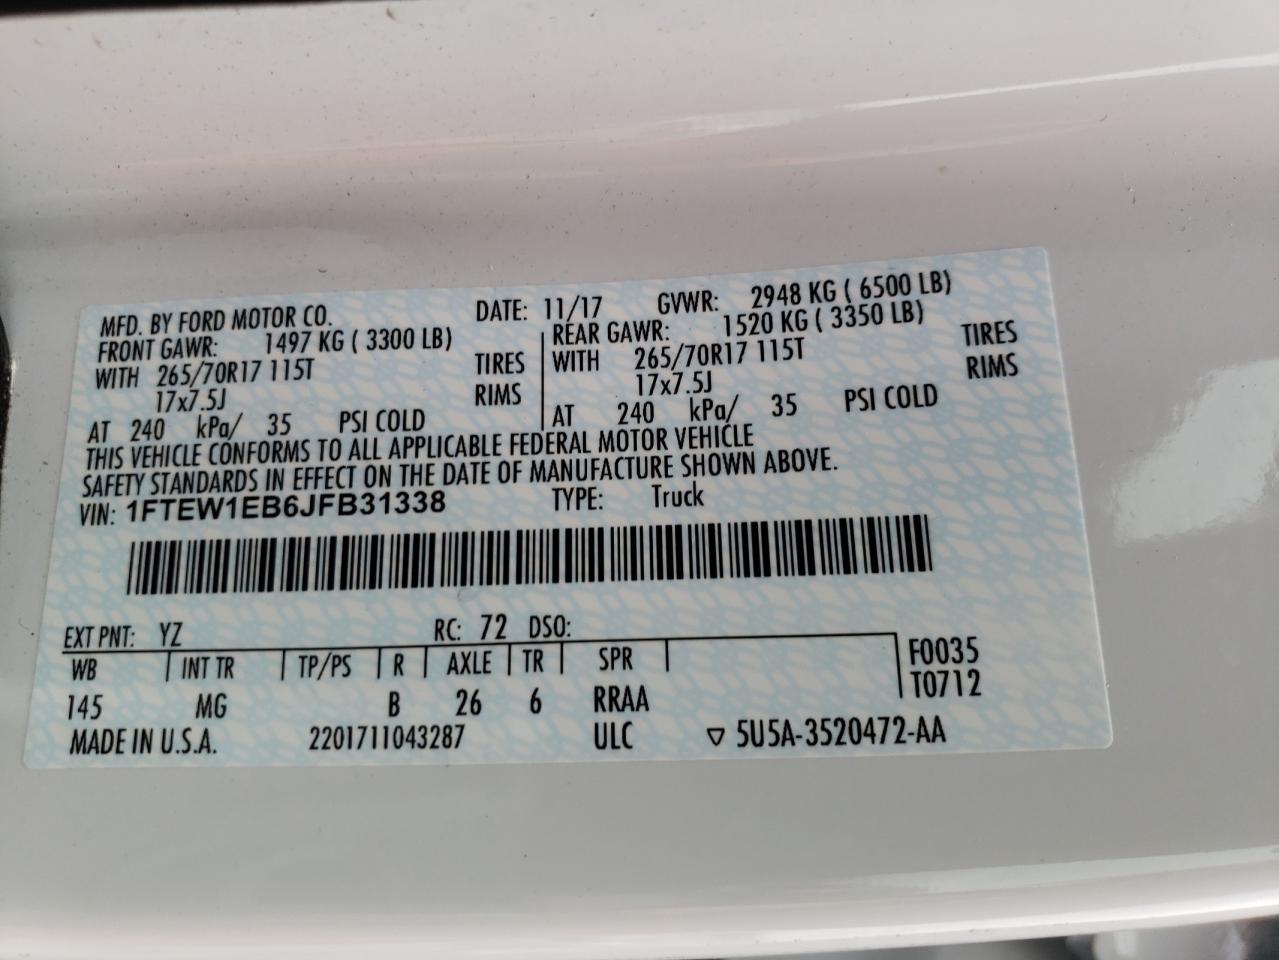 MFD. BY FORD MOTOR CO. DATE: 11/17 GVWR: 2948 KG ( 6500 LB)
FRONT GAWR: 1497 KG ( 3300 LB) REAR GAWR: 1520 KG ( 3350 LB)
WITH 265/70R17 115T TIRES WITH 265/70R17 115T TIRES
17x7.5J RIMS 17x7.5J RIMS
AT 240 kPa/ 35 PSI COLD AT 240 kPa/ 35 PSI COLD
THIS VEHICLE CONFORMS TO ALL APPLICABLE FEDERAL MOTOR VEHICLE
SAFETY STANDARDS IN EFFECT ON THE DATE OF MANUFACTURE SHOWN ABOVE.
VIN: 1FTEW1EB6JFB31338 TYPE: Truck
EXT PNT: YZ RC: 72 DSO:
WB INT TR TP/PS R AXLE TR SPR F0035
145 MG B 26 6 RRAA T0712
MADE IN U.S.A. 2201711043287 ULC ▽ 5U5A-3520472-AA